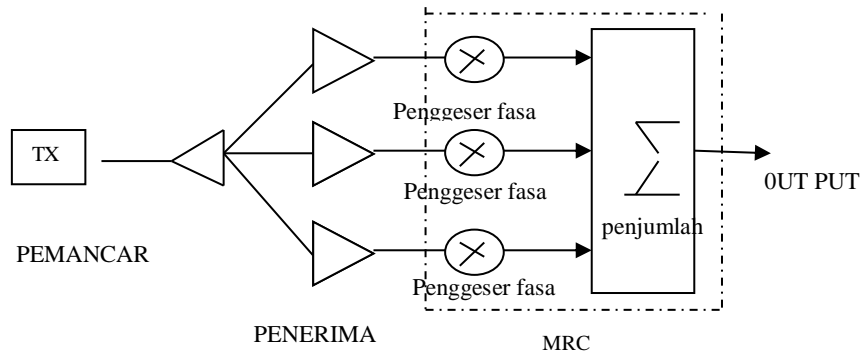 Penggeser fasa
TX
Penggeser fasa
0UT PUT
penjumlah
PEMANCAR
Penggeser fasa
PENERIMA
MRC